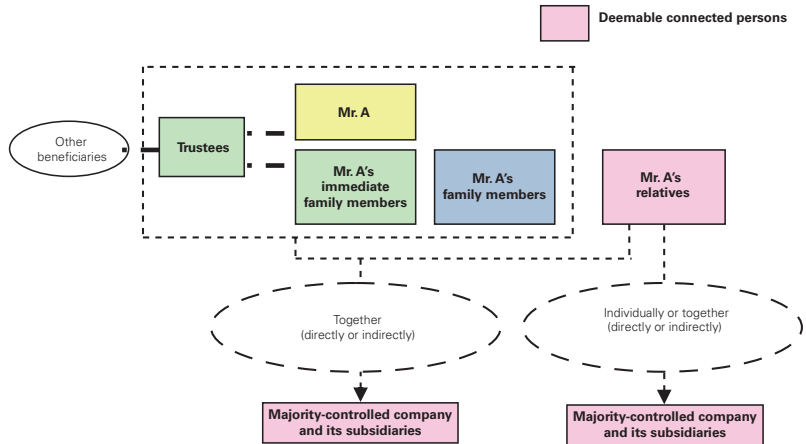 Deemable connected persons
Mr. A
Other
beneficiaries
Trustees
Mr. A's
immediate
family members
Mr. A's
family members
Mr. A's
relatives
Together
(directly or indirectly)
Individually or together
(directly or indirectly)
Majority-controlled company
and its subsidiaries
Majority-controlled company
and its subsidiaries